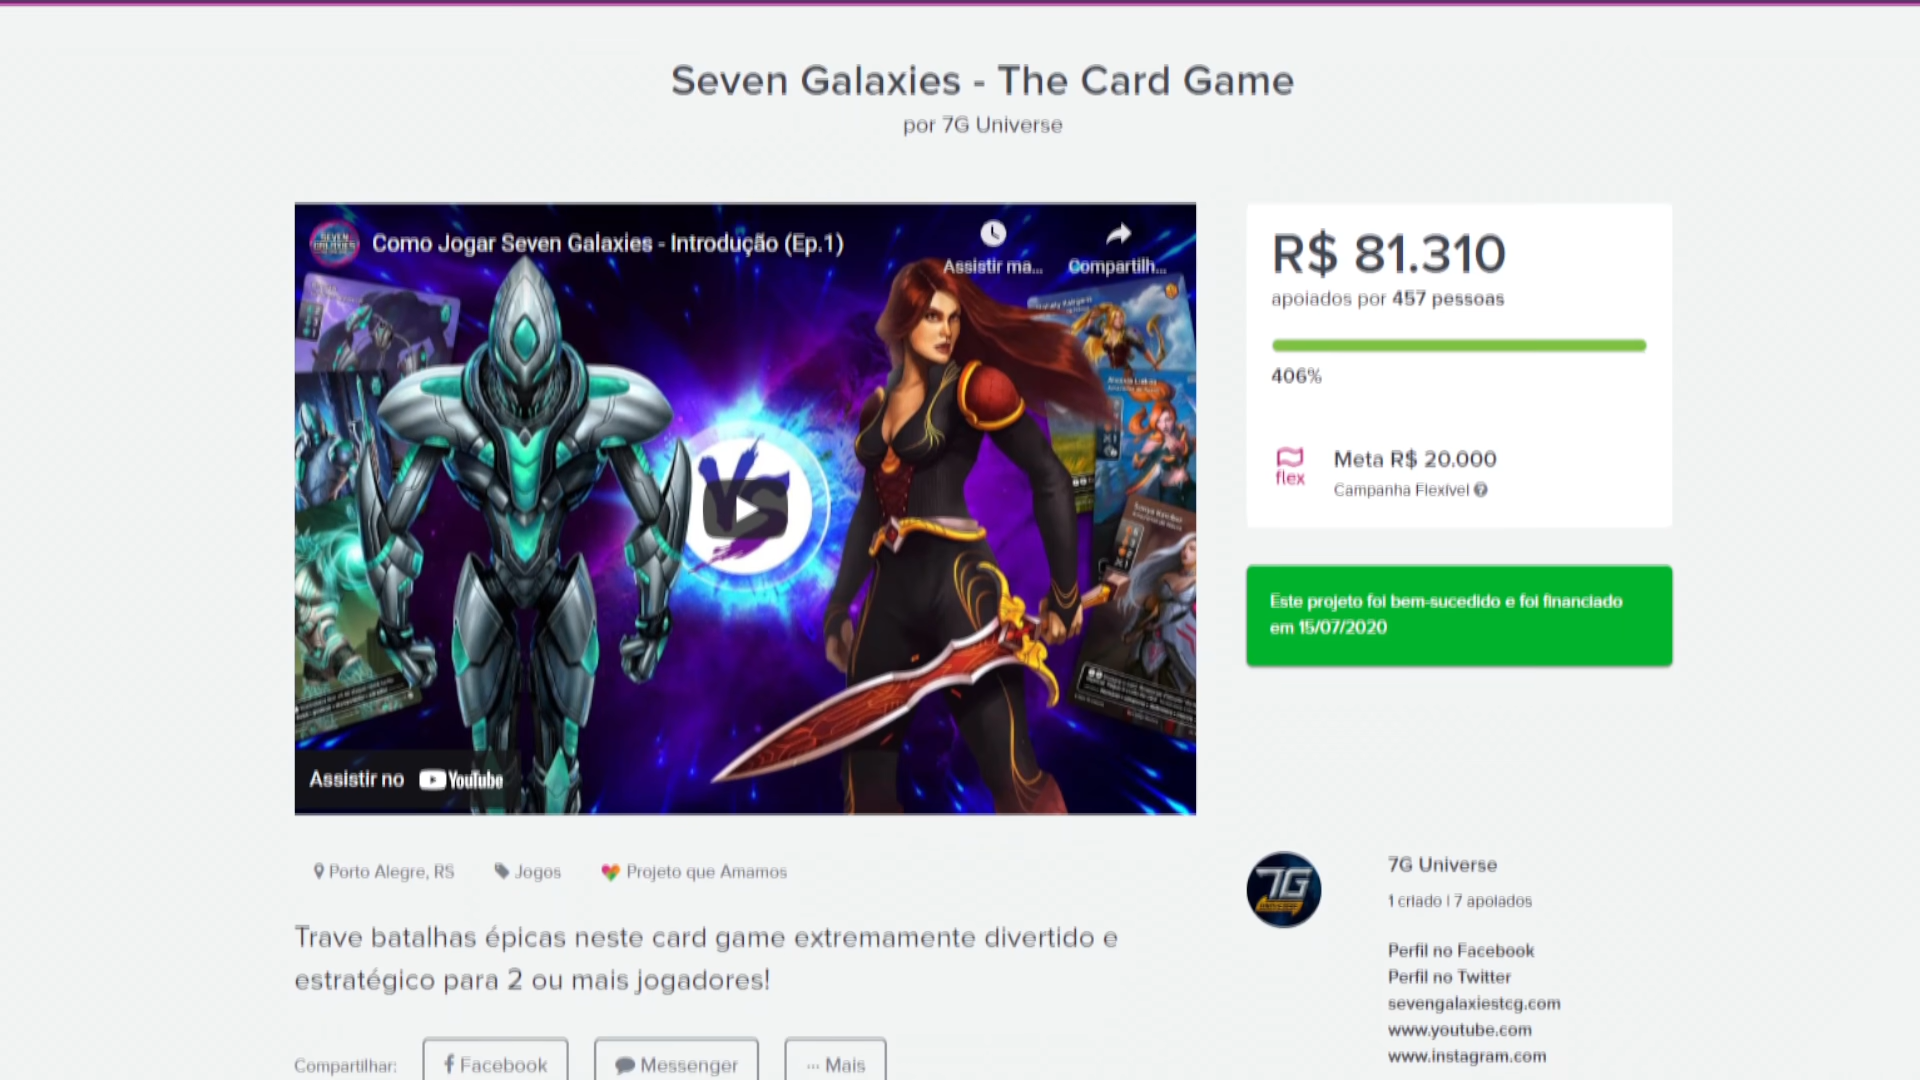 Seven Galaxies - The Card Game
por 7G Universe
Como Jogar Seven Galaxies - Introdução (Ep.1)
Assistir ma...
Compartilh...
VS
Assistir no YouTube
R$ 81.310
apoiados por 457 pessoas
406%
flex
Meta R$ 20.000
Campanha Flexível
Este projeto foi bem-sucedido e foi financiado
em 15/07/2020
Porto Alegre, RS
Jogos
Projeto que Amamos
Trave batalhas épicas neste card game extremamente divertido e
estratégico para 2 ou mais jogadores!
Compartilhar:
Facebook
Messenger
··· Mais
7G
7G Universe
1 criado | 7 apoiados
Perfil no Facebook
Perfil no Twitter
sevengalaxiestcg.com
www.youtube.com
www.instagram.com